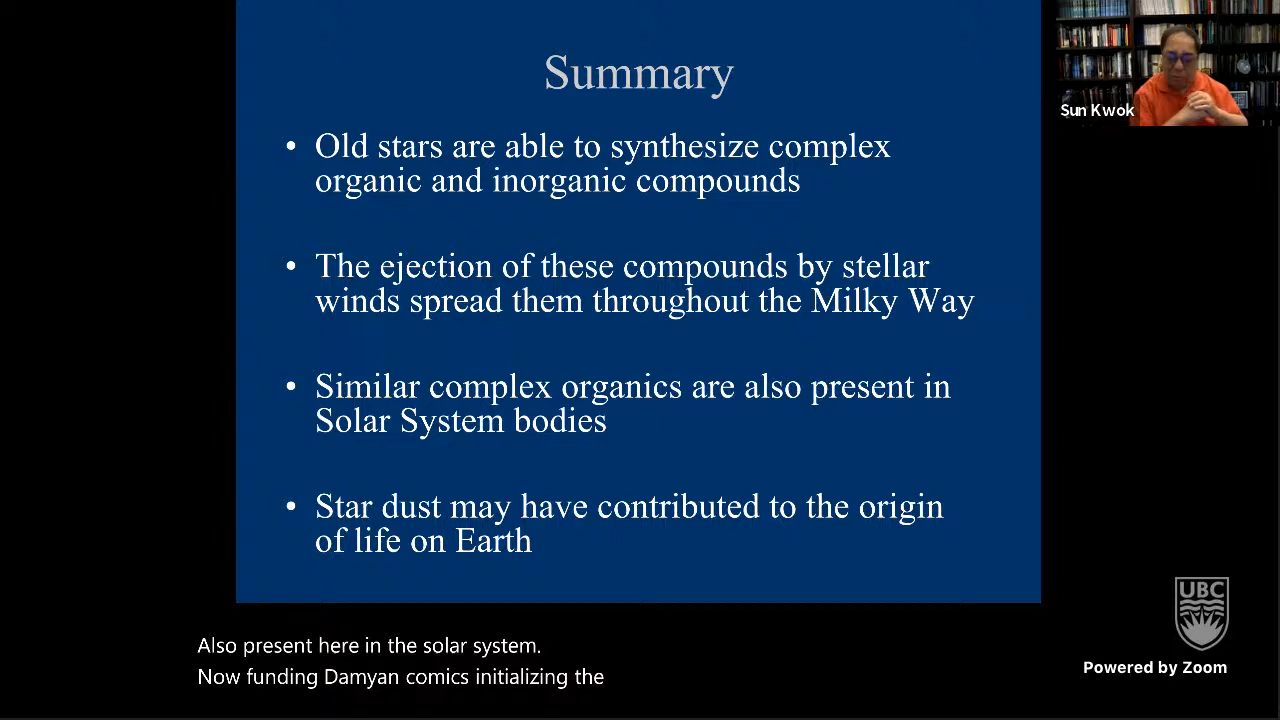 Summary
Sun Kwok
• Old stars are able to synthesize complex
organic and inorganic compounds
• The ejection of these compounds by stellar
winds spread them throughout the Milky Way
• Similar complex organics are also present in
Solar System bodies
• Star dust may have contributed to the origin
of life on Earth
UBC
Also present here in the solar system.
Now funding Damyan comics initializing the
Powered by Zoom